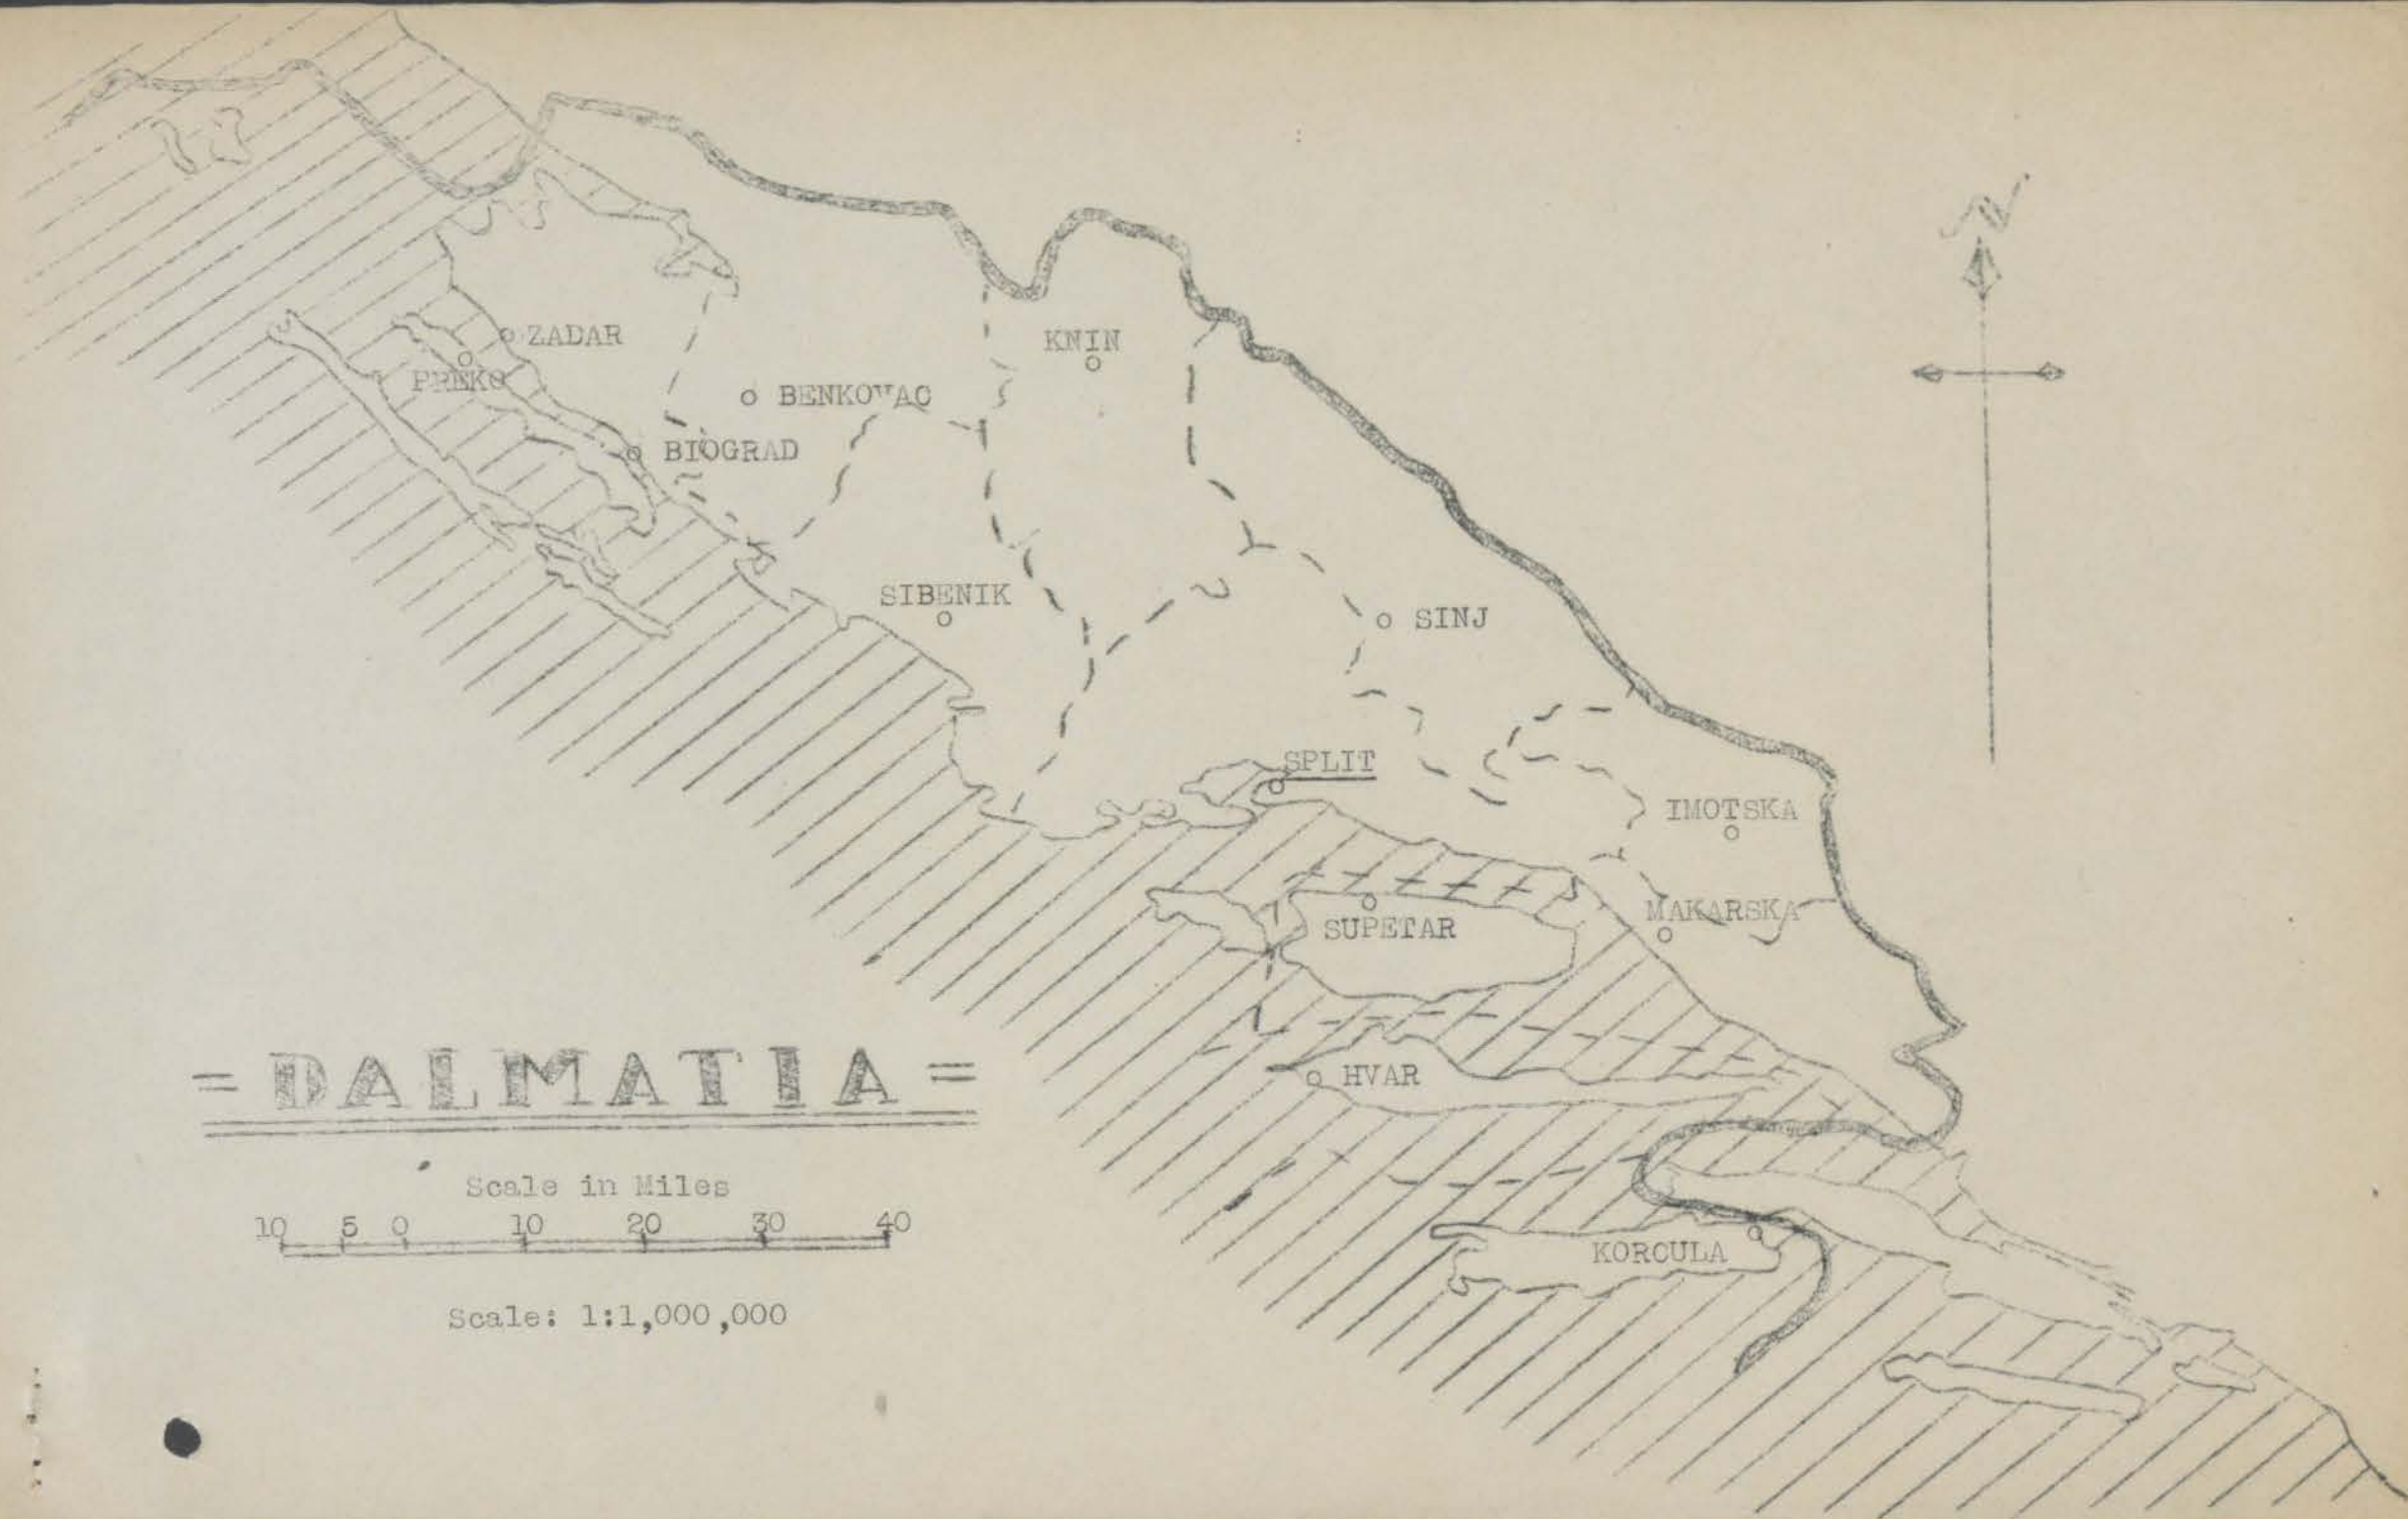 N
ZADAR
KNIN
PREKO
BENKOVAC
BIOGRAD
SIBENIK
SINJ
SPLIT
IMOTSKA
MAKARSKA
SUPETAR
HVAR
KORCULA
=DALMATIA=
Scale in Miles
10 5 0 10 20 30 40
Scale: 1:1,000,000